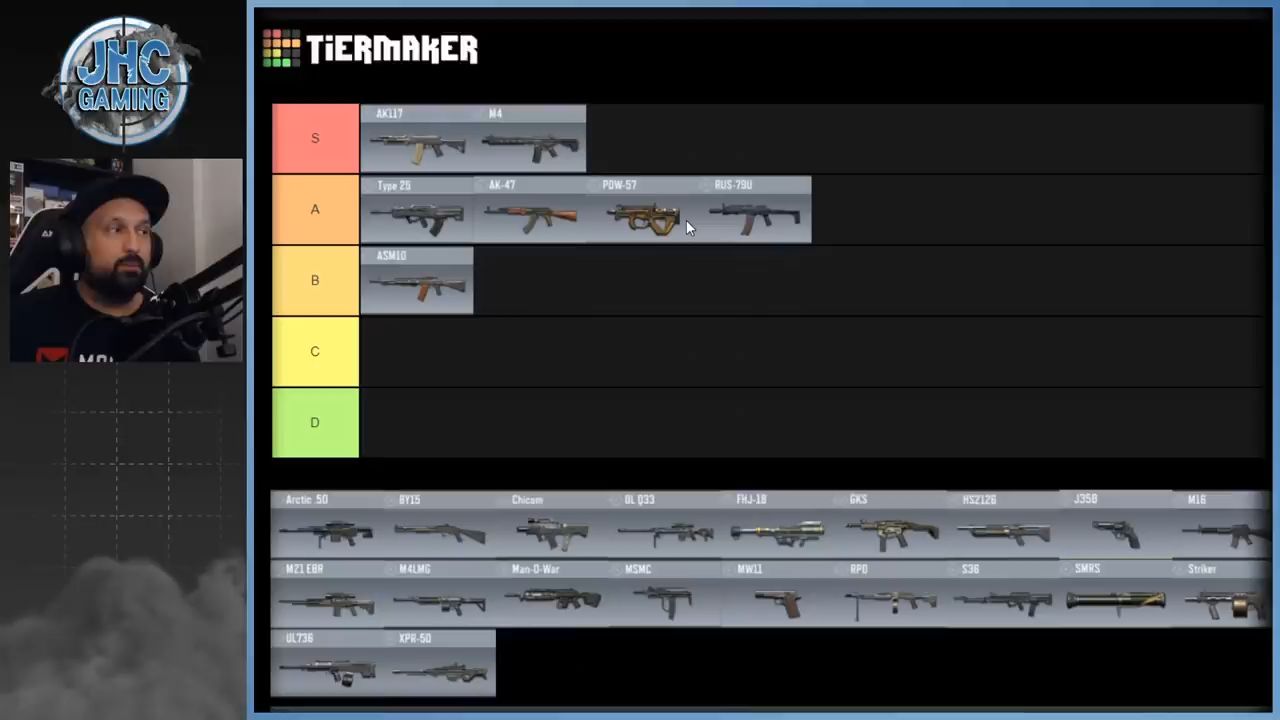 JHC
GAMING
TiERMAKER
S
AK117 M4
A
Type 25 AK-47 PDW-57 RUS-79U
B
ASM10
C
D
Arctic .50 BY15 Chicom DL Q33 FHJ-18 GKS HS2126 J358 M16
M21 EBR M4LMG Man-O-War MSMC MW11 RPD S36 SMRS Striker
UL736 XPR-50